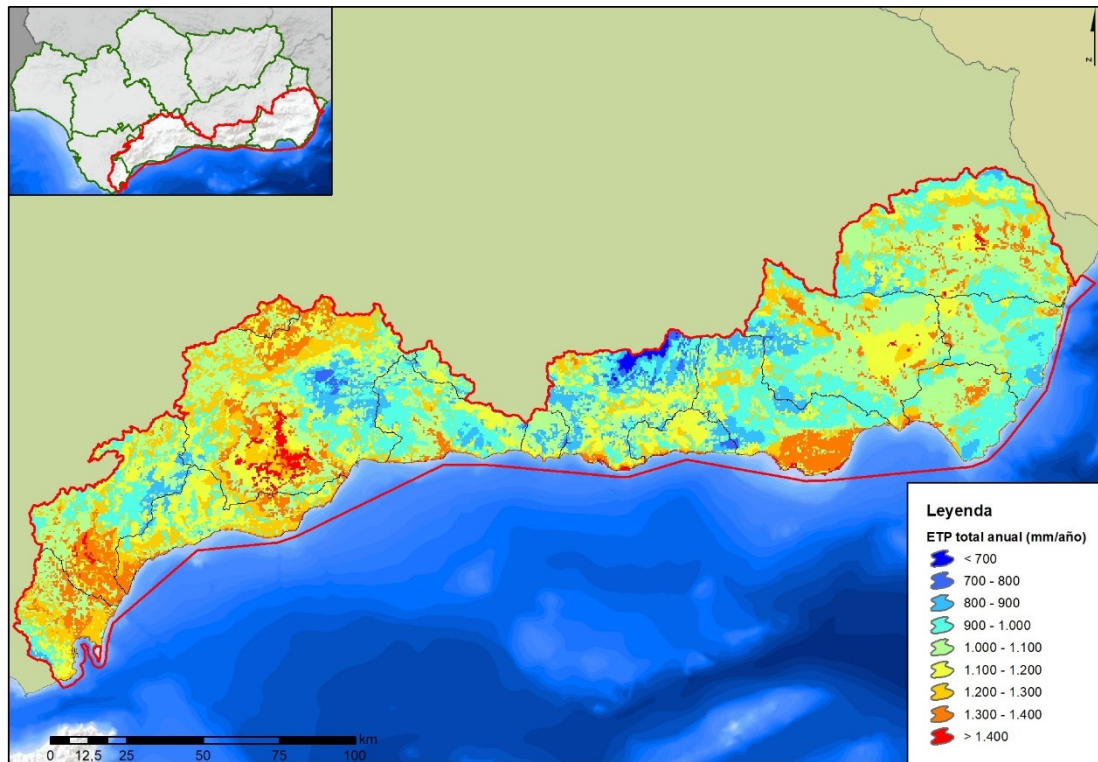 z
Leyenda
ETP total anual (mm/año)
< 700
700 - 800
800 - 900
900 - 1.000
1.000 - 1.100
1.100 - 1.200
1.200 - 1.300
1.300 - 1.400
> 1.400
km
0 12,5 25 50 75 100